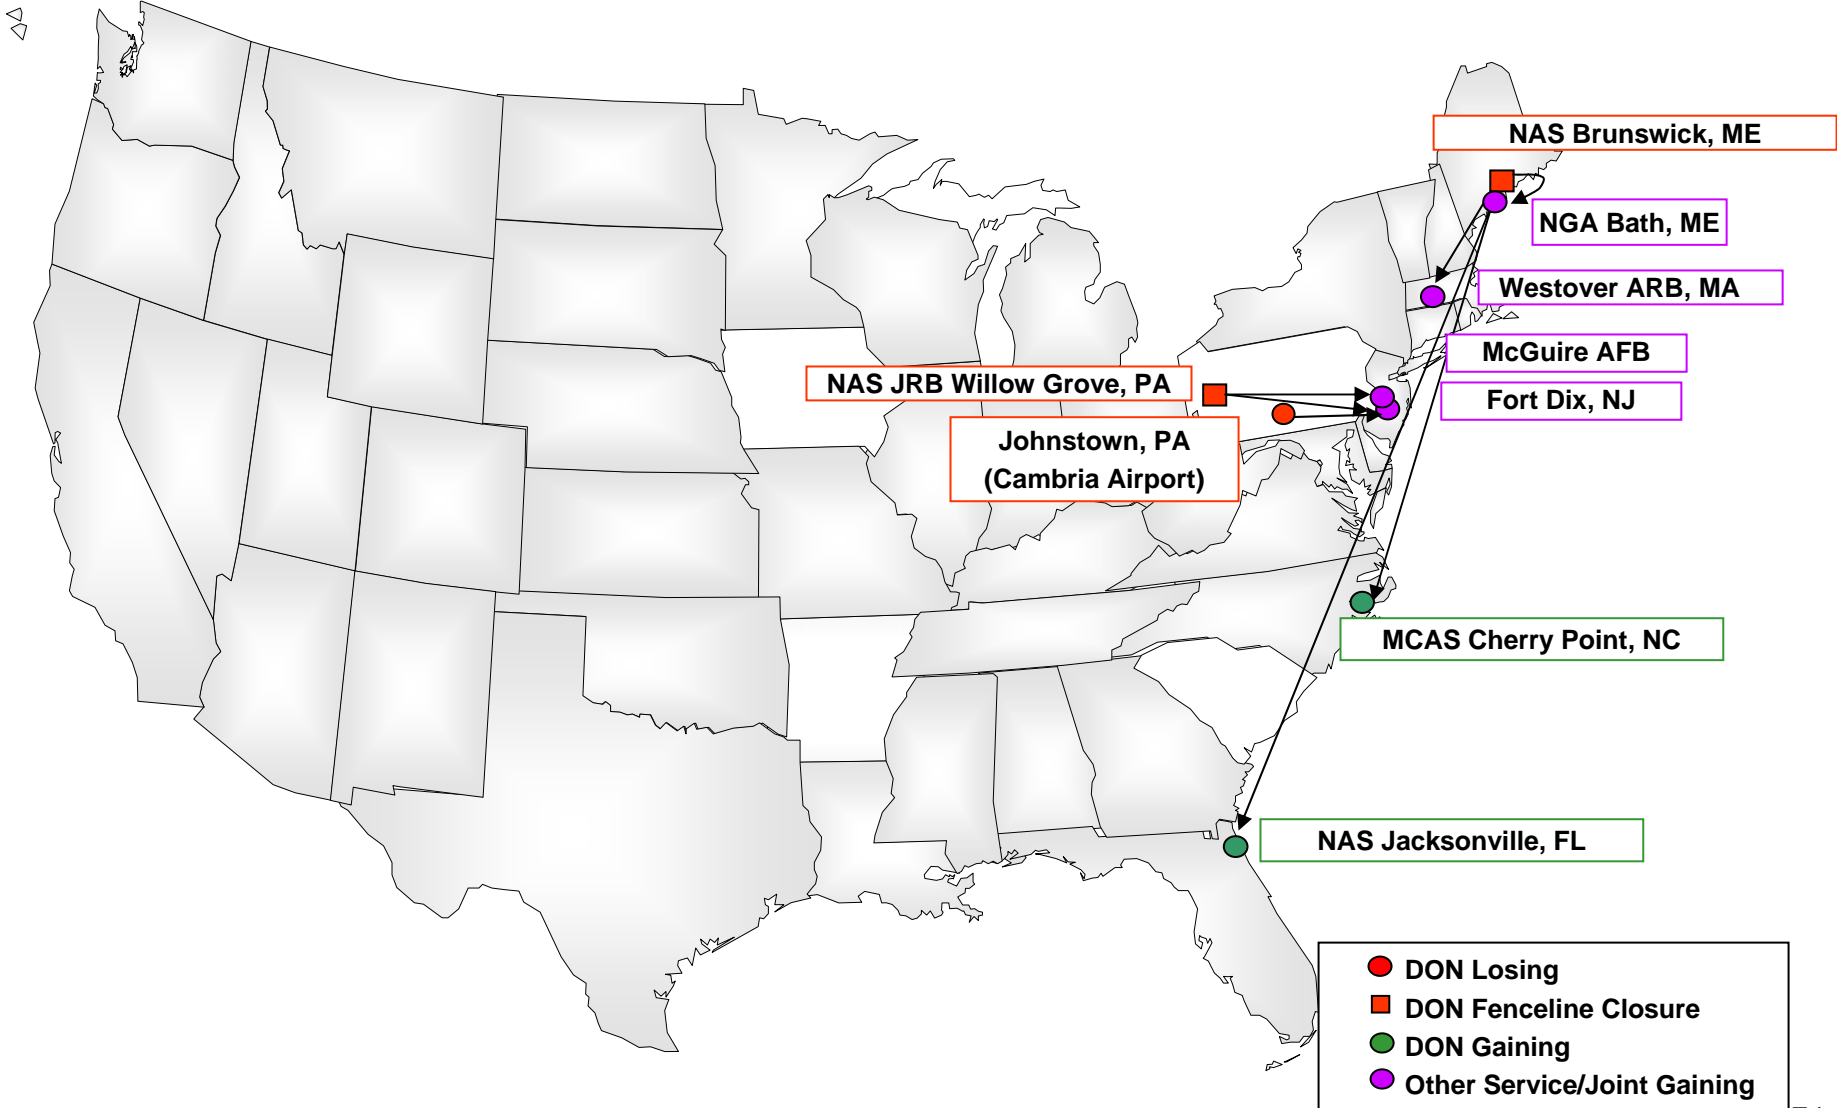 NAS Brunswick, ME
NGA Bath, ME
Westover ARB, MA
McGuire AFB
NAS JRB Willow Grove, PA
Fort Dix, NJ
Johnstown, PA
(Cambria Airport)
MCAS Cherry Point, NC
NAS Jacksonville, FL
DON Losing
DON Fenceline Closure
DON Gaining
Other Service/Joint Gaining